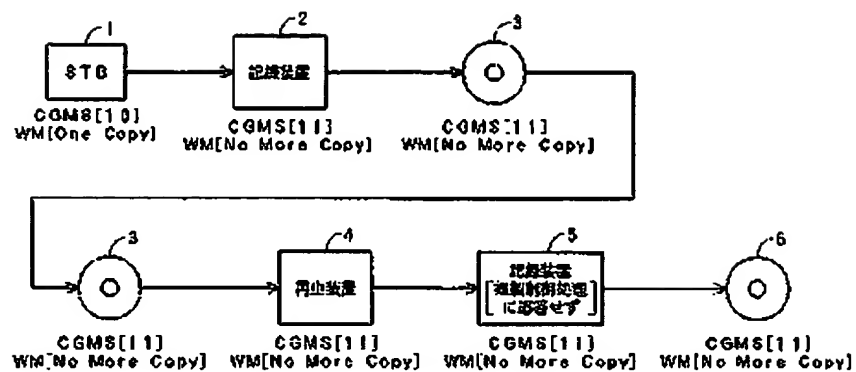 1
2
3
STB
記録装置
CGMS[10]
WM[One Copy]
CGMS[11]
WM[No More Copy]
CGMS[11]
WM[No More Copy]
3
4
5
6
再生装置
記録装置
[複製制御処理
に応答せず]
CGMS[11]
WM[No More Copy]
CGMS[11]
WM[No More Copy]
CGMS[11]
WM[No More Copy]
CGMS[11]
WM[No More Copy]